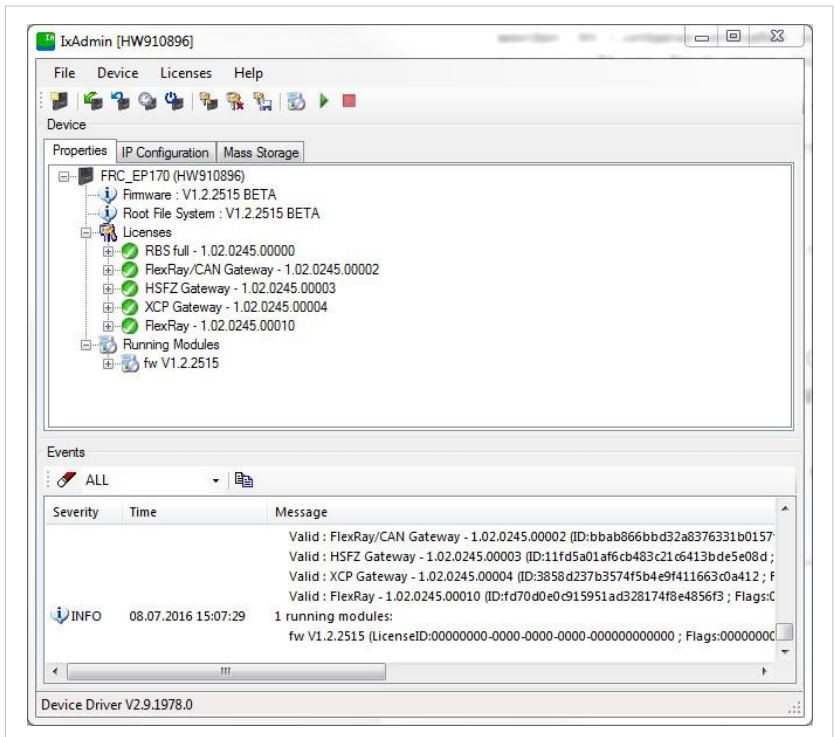 IxAdmin [HW910896]
File Device Licenses Help
Device
Properties IP Configuration Mass Storage
FRC_EP170 (HW910896)
Firmware : V1.2.2515 BETA
Root File System : V1.2.2515 BETA
Licenses
RBS full - 1.02.0245.00000
FlexRay/CAN Gateway - 1.02.0245.00002
HSFZ Gateway - 1.02.0245.00003
XCP Gateway - 1.02.0245.00004
FlexRay - 1.02.0245.00010
Running Modules
fw V1.2.2515
Events
ALL
Severity Time Message
Valid : FlexRay/CAN Gateway - 1.02.0245.00002 (ID:bbab866bbd32a8376331b0157
Valid : HSFZ Gateway - 1.02.0245.00003 (ID:11fd5a01af6cb483c21c6413bde5e08d ;
Valid : XCP Gateway - 1.02.0245.00004 (ID:3858d237b3574f5b4e9f411663c0a412 ; F
Valid : FlexRay - 1.02.0245.00010 (ID:fd70d0e0c915951ad328174f8e4856f3 ; Flags:0
INFO 08.07.2016 15:07:29 1 running modules:
fw V1.2.2515 (LicenseID:00000000-0000-0000-0000-000000000000 ; Flags:00000000
Device Driver V2.9.1978.0